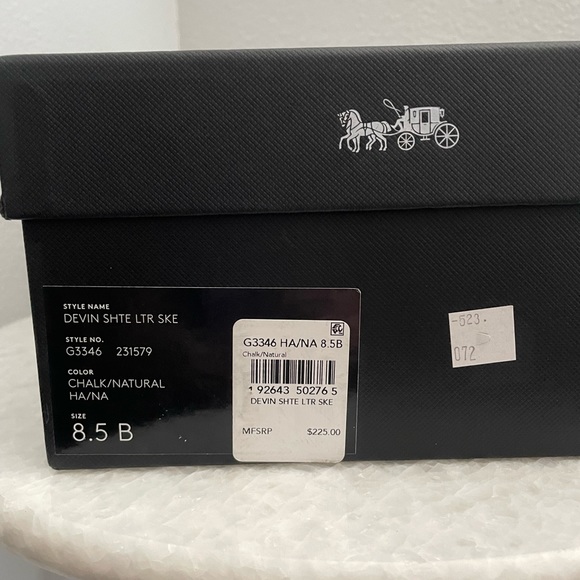 STYLE NAME
DEVIN SHTE LTR SKE
STYLE NO.
G3346 231579
COLOR
CHALK/NATURAL
HA/NA
SIZE
8.5 B
G3346 HA/NA 8.5B
Chalk/Natural
1 92643 50276 5
DEVIN SHTE LTR SKE
MFSRP $225.00
-523.
072